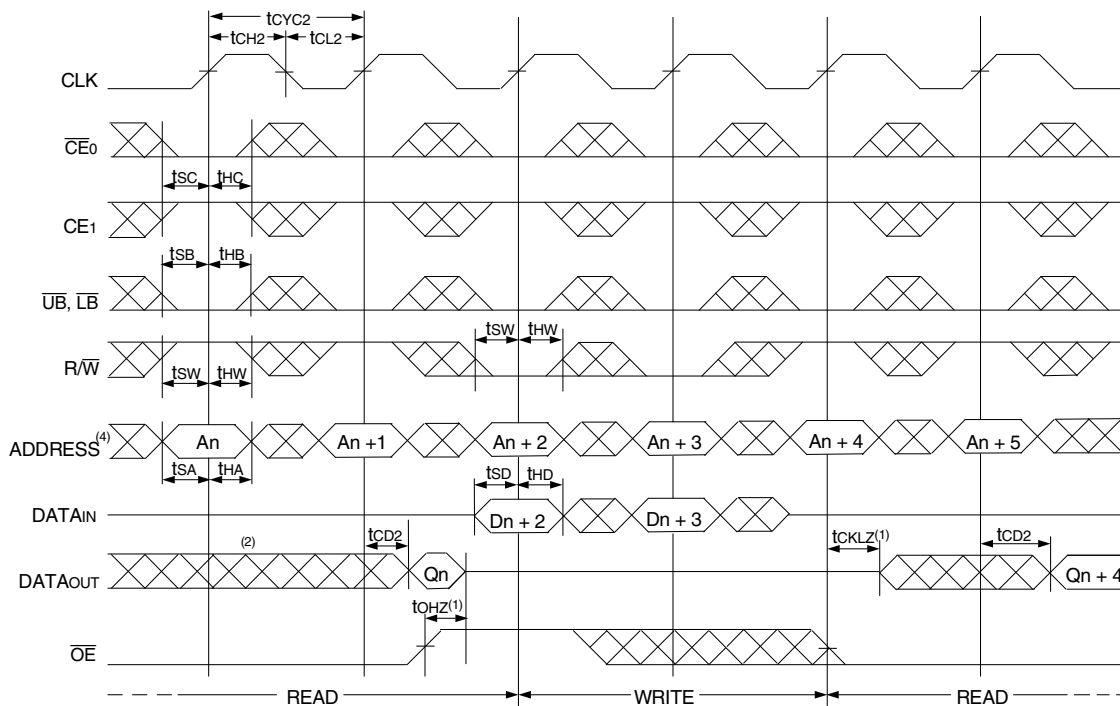 tCYC2
tCH2 tCL2
CLK
CE0
tSC tHC
CE1
tSB tHB
UB, LB
tSW tHW
R/W
tSW tHW
ADDRESS(4) An An +1 An + 2 An + 3 An + 4 An + 5
tSA tHA
tSD tHD
DATAIN Dn + 2 Dn + 3
tCD2 tCKLZ(1) tCD2
(2)
DATAOUT Qn Qn + 4
tOHZ(1)
OE
READ WRITE READ